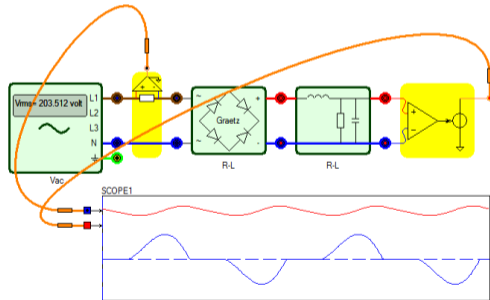 Vrms= 203.512 volt
L1
L2
L3
N
Vac
+
~
~
Graetz
+
-
R-L
R-L
+
-
SCOPE1